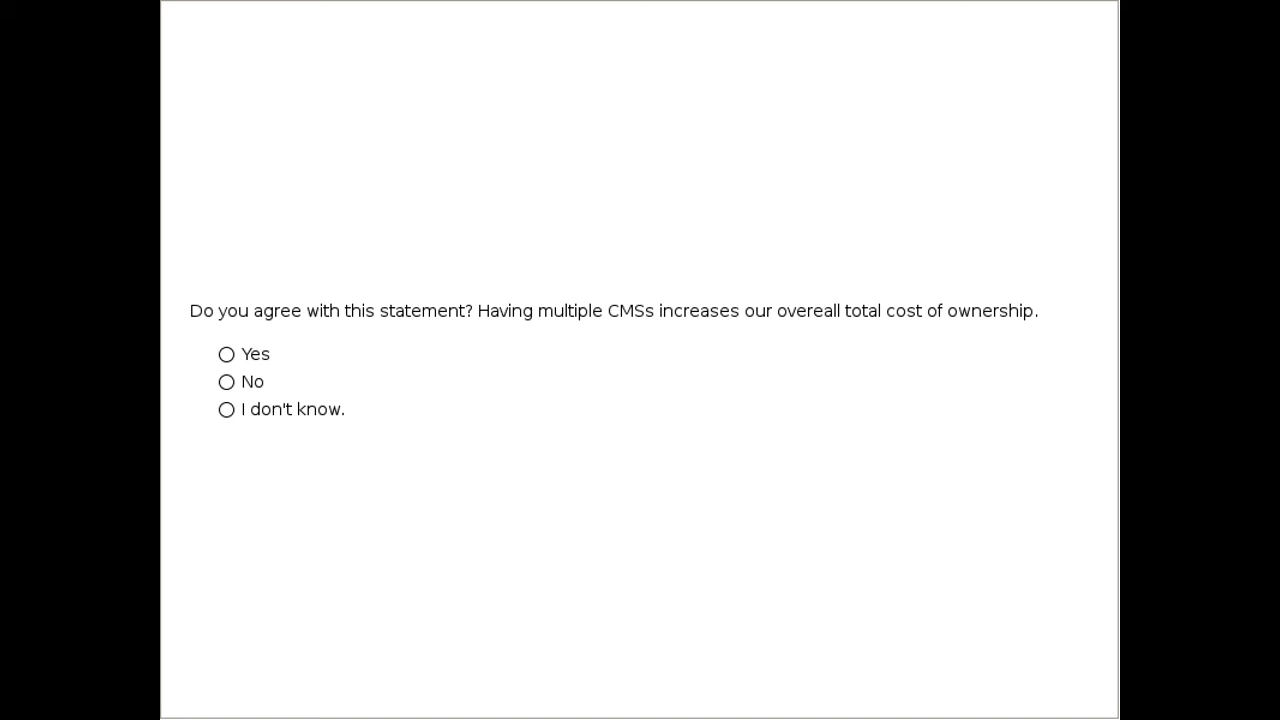 Do you agree with this statement? Having multiple CMSs increases our overeall total cost of ownership.
Yes
No
I don't know.